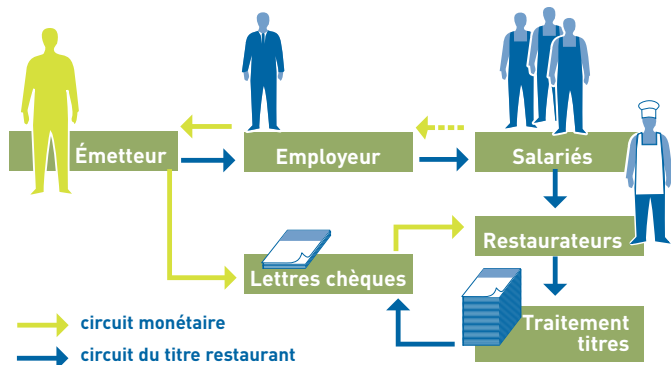 Émetteur
Employeur
Salariés
Restaurateurs
Lettres chèques
Traitement
titres
circuit monétaire
circuit du titre restaurant